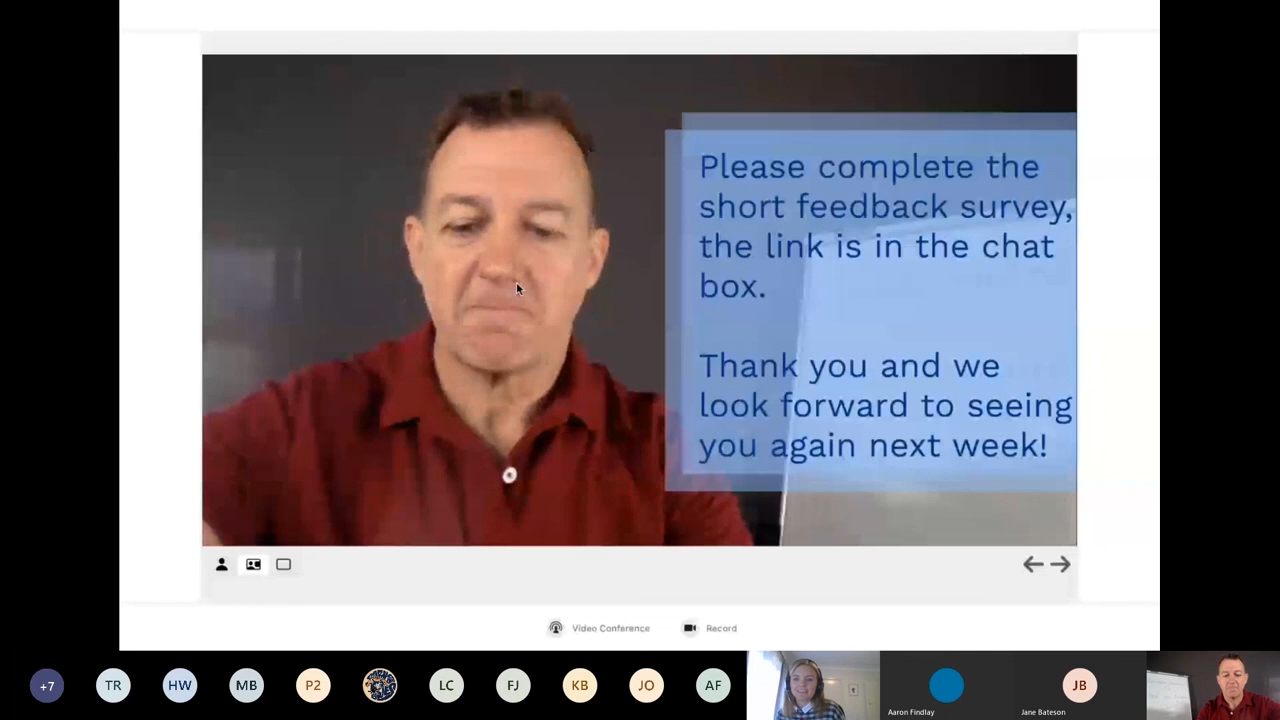 Please complete the
short feedback survey,
the link is in the chat
box.
Thank you and we
look forward to seeing
you again next week!
Video Conference
Record
+7
TR
HW
MB
P2
LC
FJ
KB
JO
AF
Aaron Findlay
JB
Jane Bateson